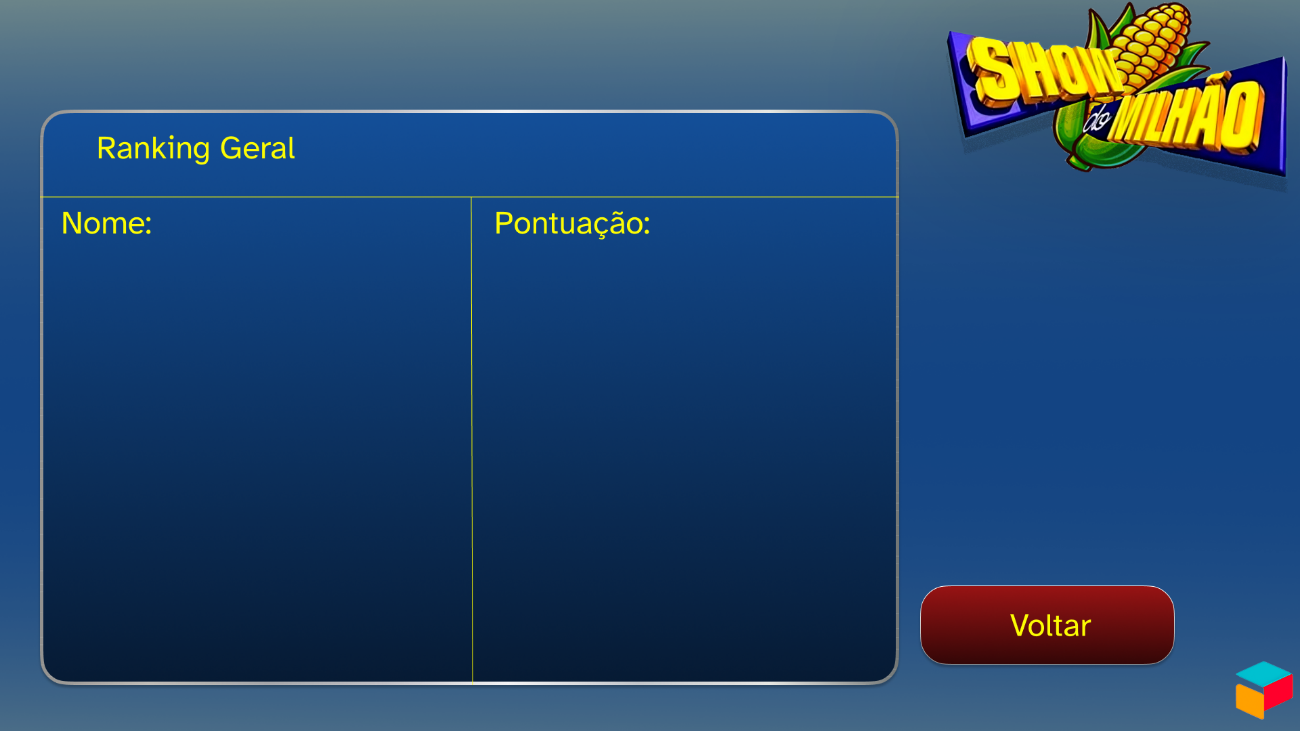 SHOW
do MILHÃO
Ranking Geral
Nome:
Pontuação:
Voltar